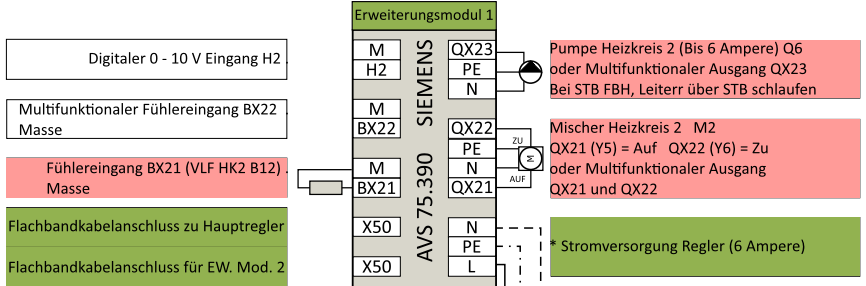 Erweiterungsmodul 1
Digitaler 0 - 10 V Eingang H2 .
Multifunktionaler Fühlereingang BX22 .
Masse
Fühlereingang BX21 (VLF HK2 B12) .
Masse
Flachbandkabelanschluss zu Hauptregler
Flachbandkabelanschluss für EW. Mod. 2
M
H2
M
BX22
M
BX21
X50
X50
SIEMENS
AVS 75.390
QX23
PE
N
QX22
PE
N
QX21
N
PE
L
ZU
M
AUF
Pumpe Heizkreis 2 (Bis 6 Ampere) Q6
oder Multifunktionaler Ausgang QX23
Bei STB FBH, Leiterr über STB schlaufen
Mischer Heizkreis 2 M2
QX21 (Y5) = Auf QX22 (Y6) = Zu
oder Multifunktionaler Ausgang
QX21 und QX22
* Stromversorgung Regler (6 Ampere)